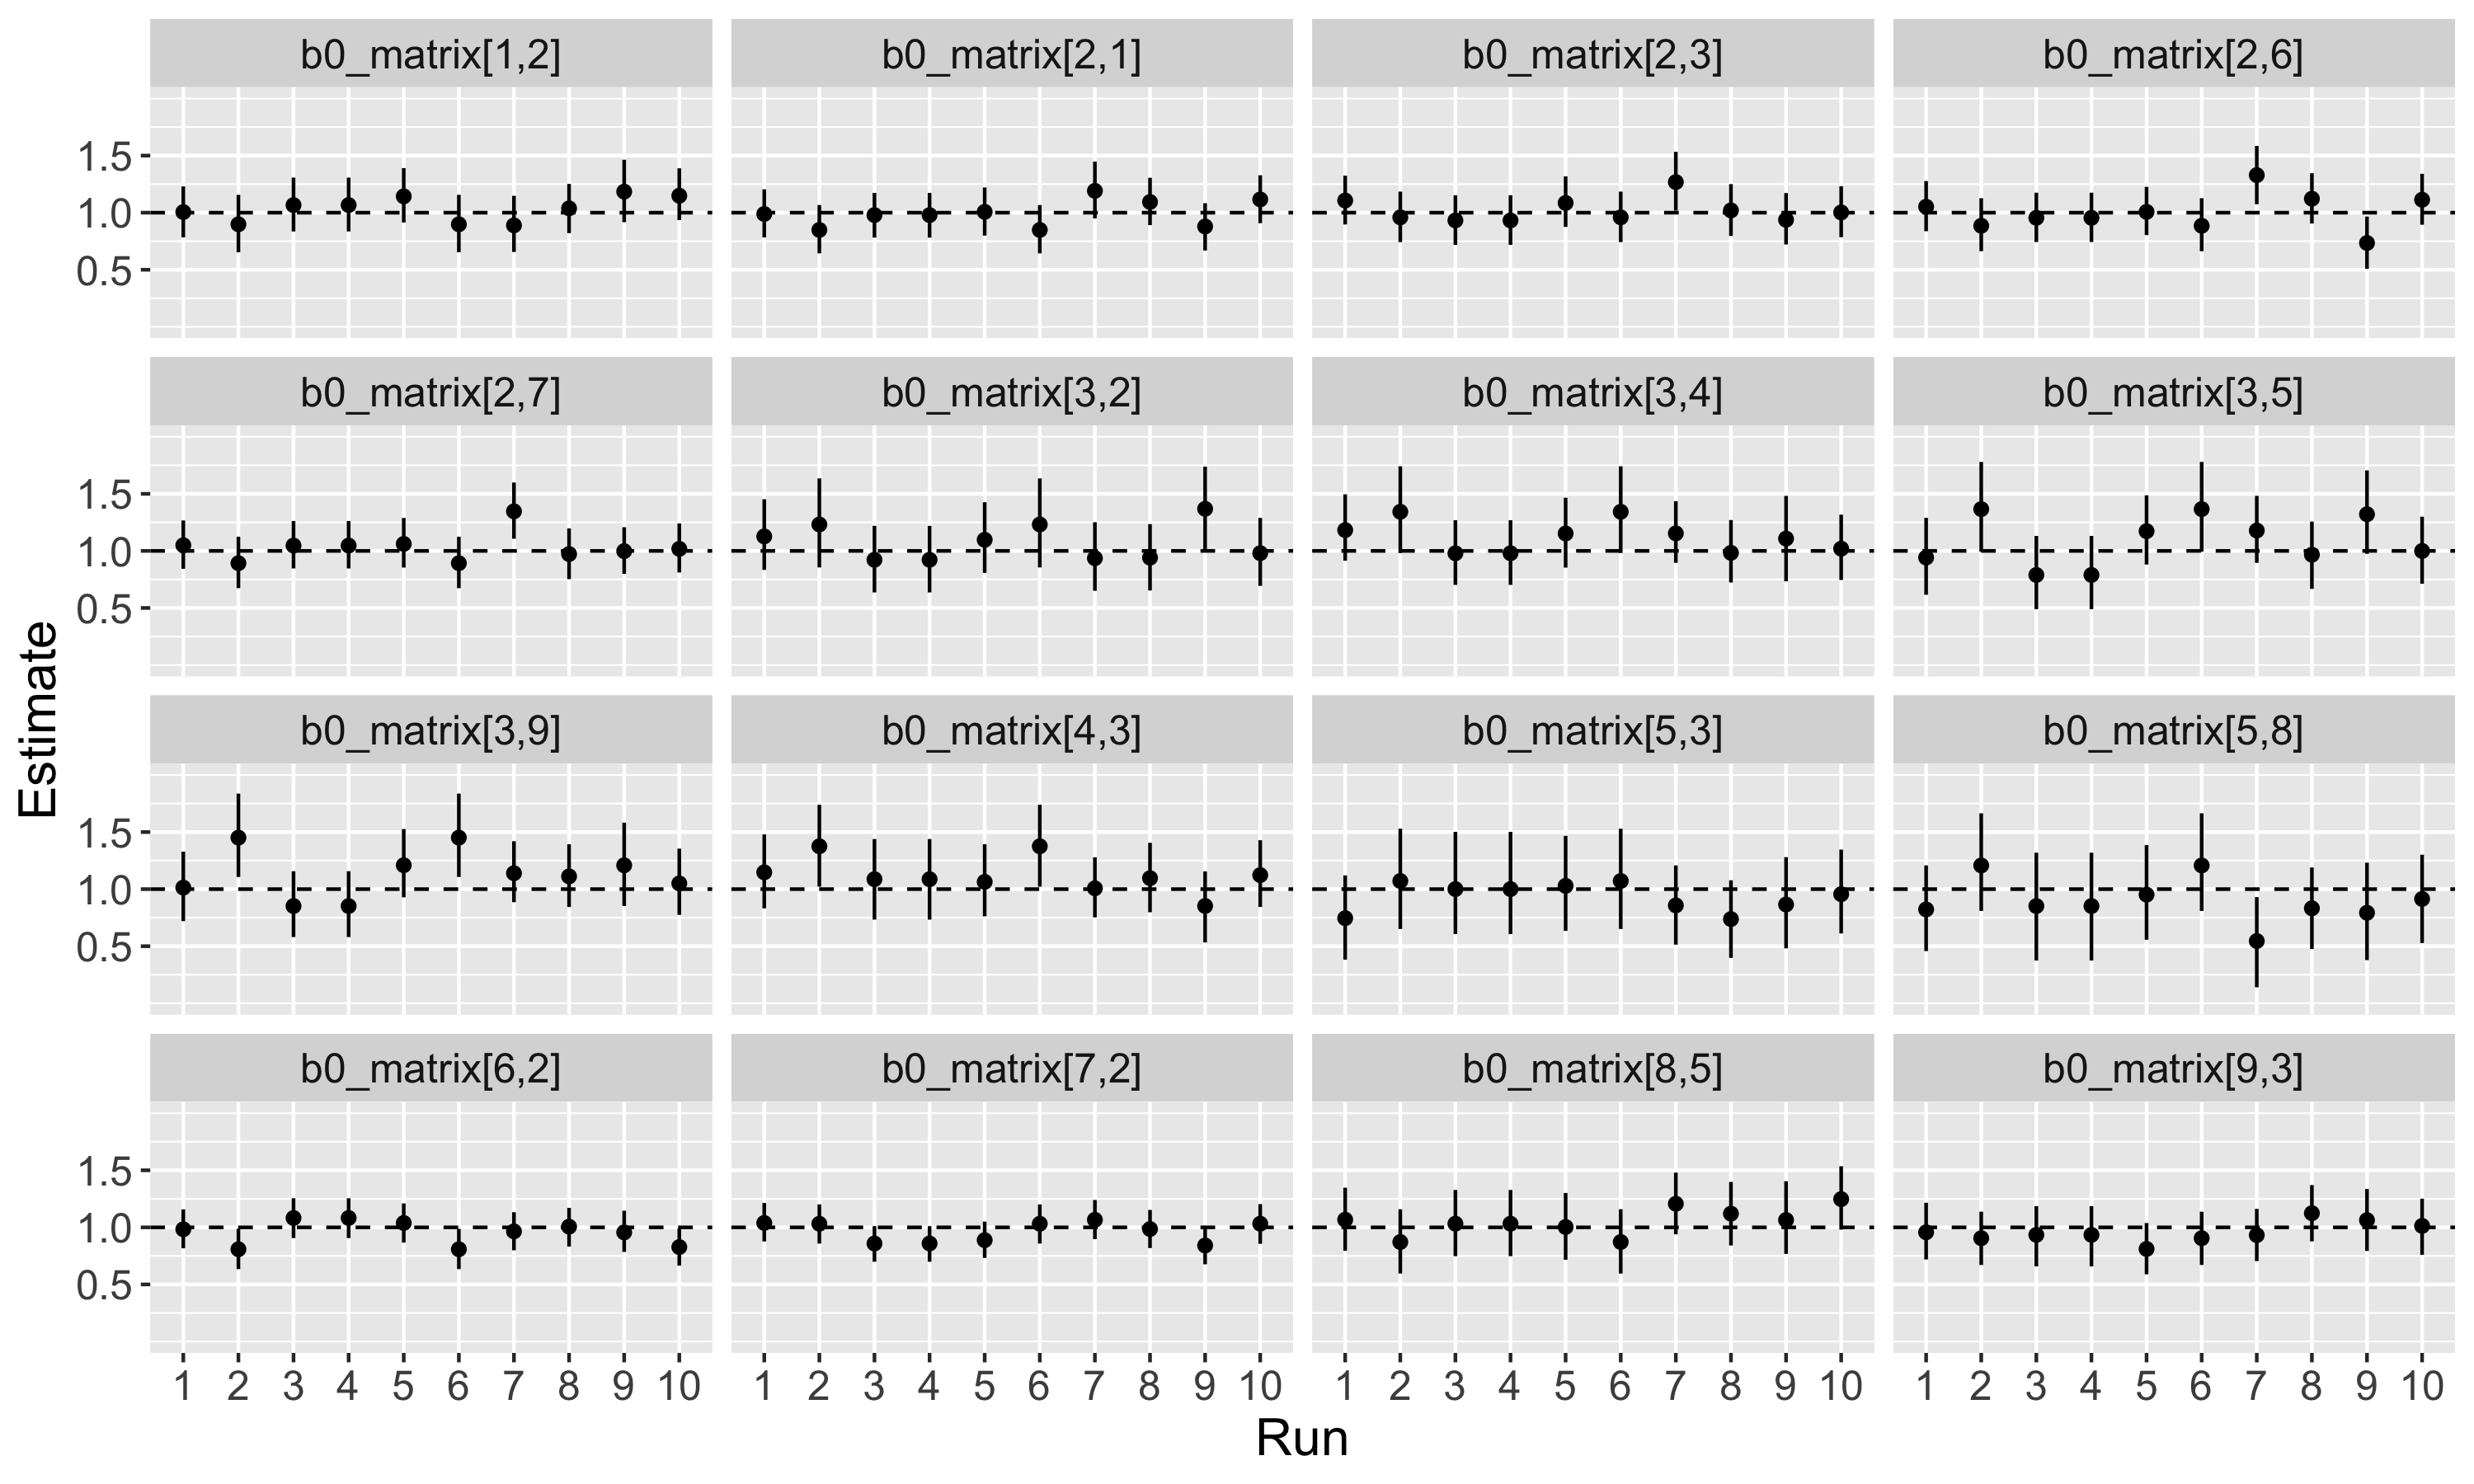 b0_matrix[1,2] b0_matrix[2,1] b0_matrix[2,3] b0_matrix[2,6]
1.5
1.0
0.5
b0_matrix[2,7] b0_matrix[3,2] b0_matrix[3,4] b0_matrix[3,5]
1.5
1.0
0.5
Estimate
b0_matrix[3,9] b0_matrix[4,3] b0_matrix[5,3] b0_matrix[5,8]
1.5
1.0
0.5
b0_matrix[6,2] b0_matrix[7,2] b0_matrix[8,5] b0_matrix[9,3]
1.5
1.0
0.5
1 2 3 4 5 6 7 8 9 10 1 2 3 4 5 6 7 8 9 10 1 2 3 4 5 6 7 8 9 10 1 2 3 4 5 6 7 8 9 10
Run